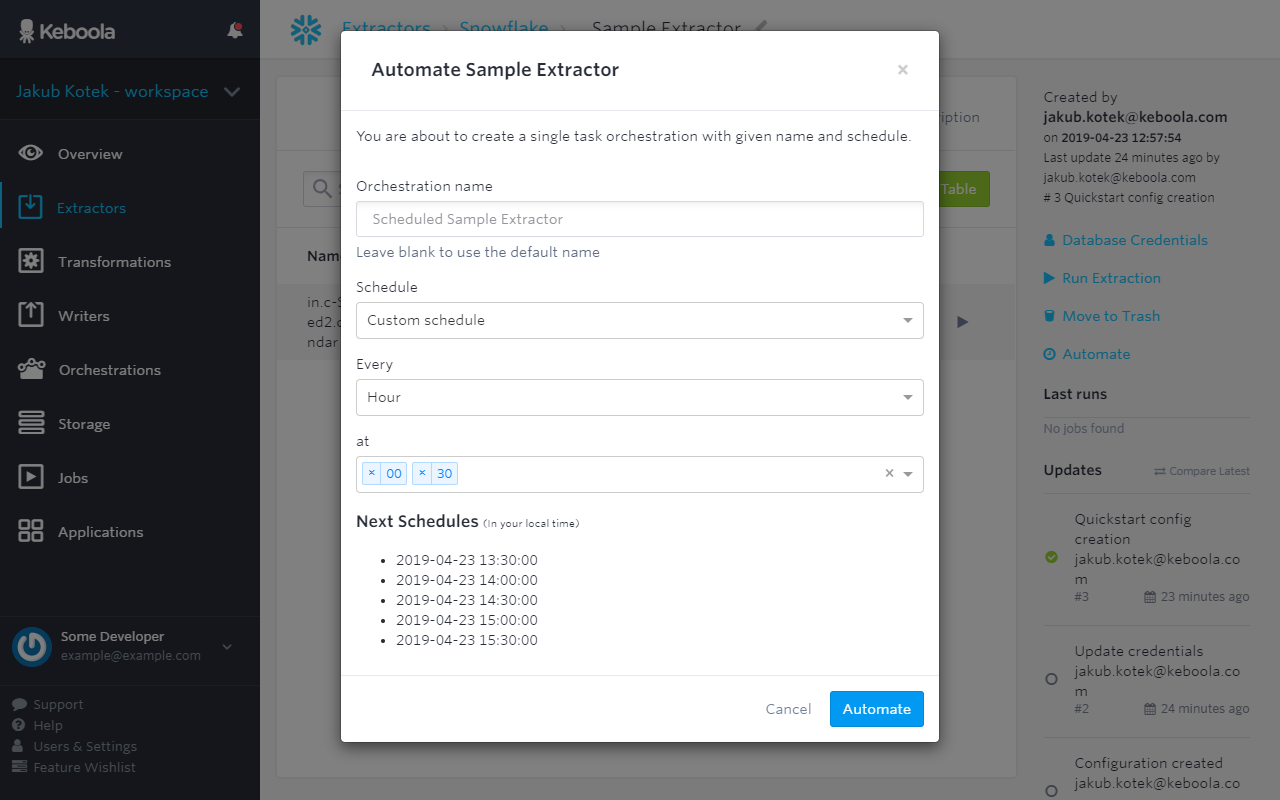 Keboola
Jakub Kotek - workspace
Overview
Extractors
Transformations
Writers
Orchestrations
Storage
Jobs
Applications
Some Developer
example@example.com
Support
Help
Users & Settings
Feature Wishlist
Extractors
Snowflake
Sample Extractor
Automate Sample Extractor
×
You are about to create a single task orchestration with given name and schedule.
Orchestration name
Scheduled Sample Extractor
Leave blank to use the default name
Schedule
Custom schedule
Every
Hour
at
× 00 × 30 ×
Next Schedules (In your local time)
• 2019-04-23 13:30:00
• 2019-04-23 14:00:00
• 2019-04-23 14:30:00
• 2019-04-23 15:00:00
• 2019-04-23 15:30:00
Cancel
Automate
Table
in.c-S
ed2.c
ndar
Created by
jakub.kotek@keboola.com
on 2019-04-23 12:57:54
Last update 24 minutes ago by
jakub.kotek@keboola.com
# 3 Quickstart config creation
Database Credentials
Run Extraction
Move to Trash
Automate
Last runs
No jobs found
Updates
Compare Latest
Quickstart config
creation
jakub.kotek@keboola.co
m
#3 23 minutes ago
Update credentials
jakub.kotek@keboola.co
m
#2 24 minutes ago
Configuration created
jakub.kotek@keboola.co